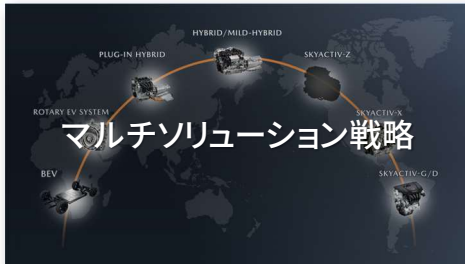 HYBRID/MILD-HYBRID
PLUG-IN HYBRID
SKYACTIV-Z
ROTARY EV SYSTEM
SKYACTIV-X
マルチソリューション戦略
BEV
SKYACTIV-G/D